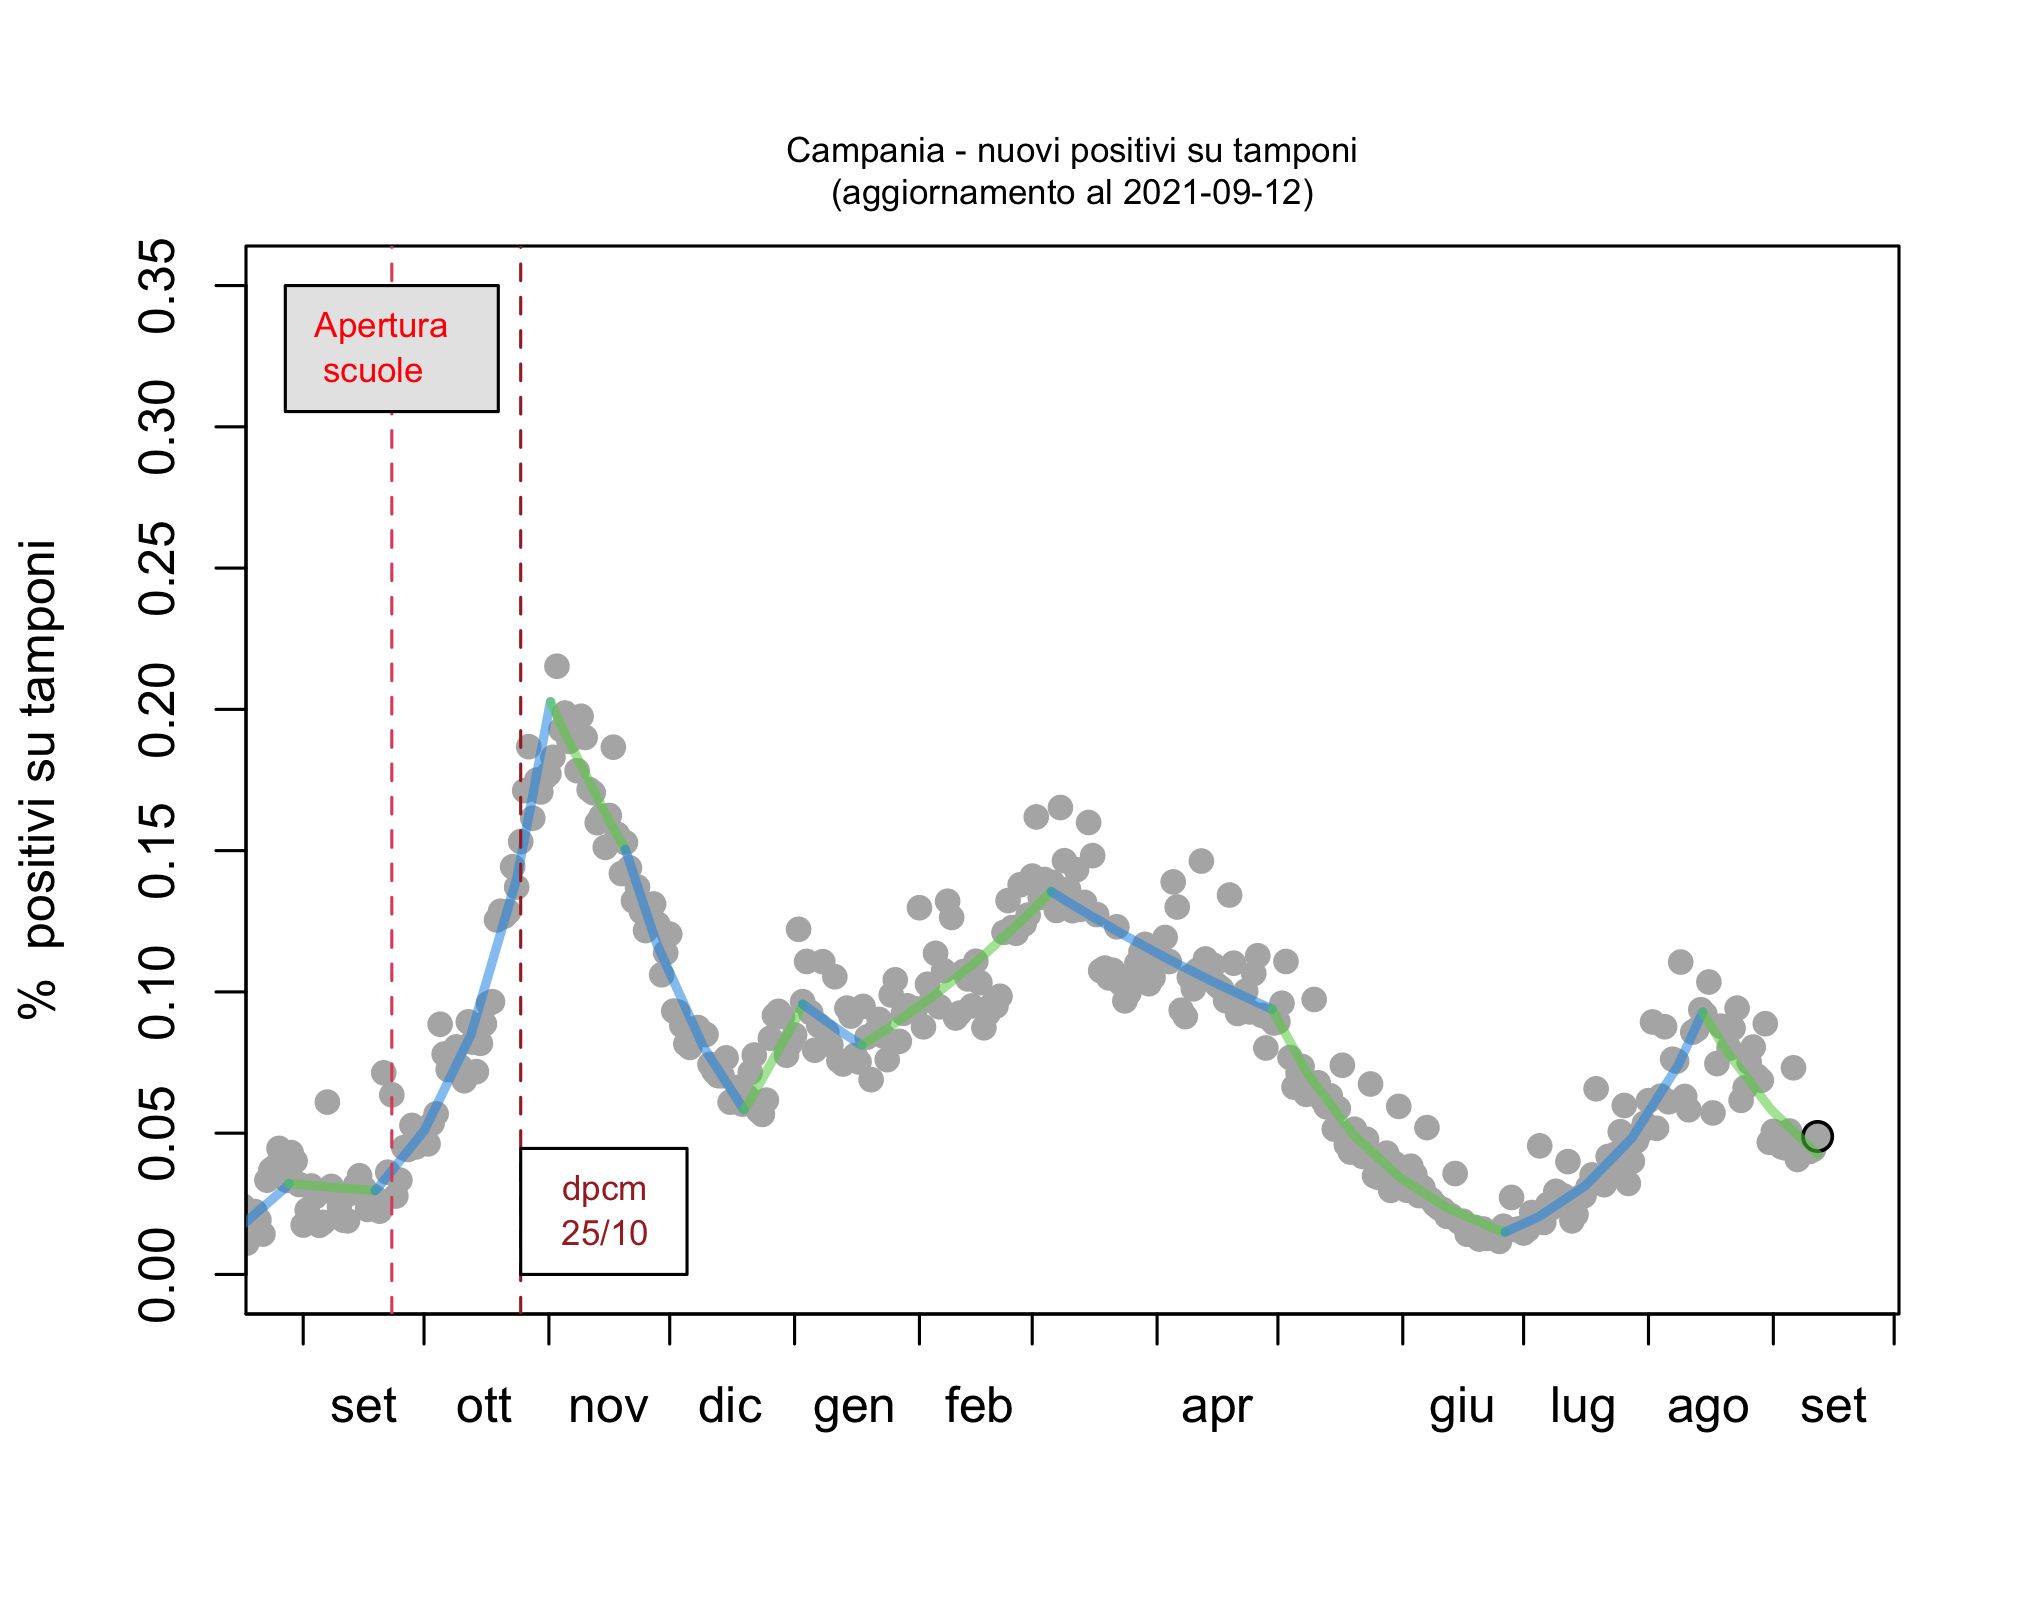 Campania - nuovi positivi su tamponi
(aggiornamento al 2021-09-12)
% positivi su tamponi
0.35
0.30
0.25
0.20
0.15
0.10
0.05
0.00
Apertura
scuole
dpcm
25/10
set ott nov dic gen feb apr giu lug ago set